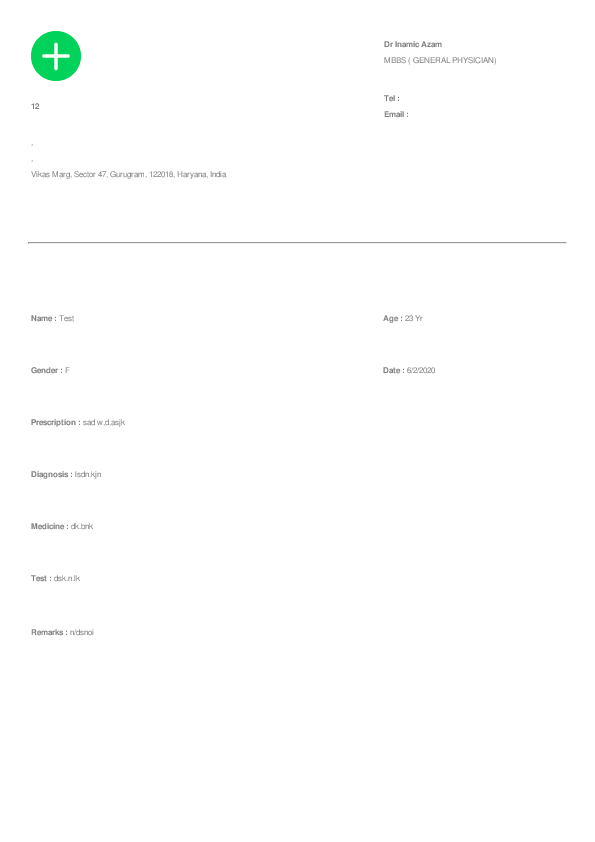 Dr Inamic Azam
MBBS ( GENERAL PHYSICIAN)
Tel :
Email :
12
,
,
Vikas Marg, Sector 47, Gurugram, 122018, Haryana, India
Name : Test
Age : 23 Yr
Gender : F
Date : 6/2/2020
Prescription : sad w,d.asjk
Diagnosis : lsdn.kjn
Medicine : dk.bnk
Test : dsk.n.lk
Remarks : n/dsnoi